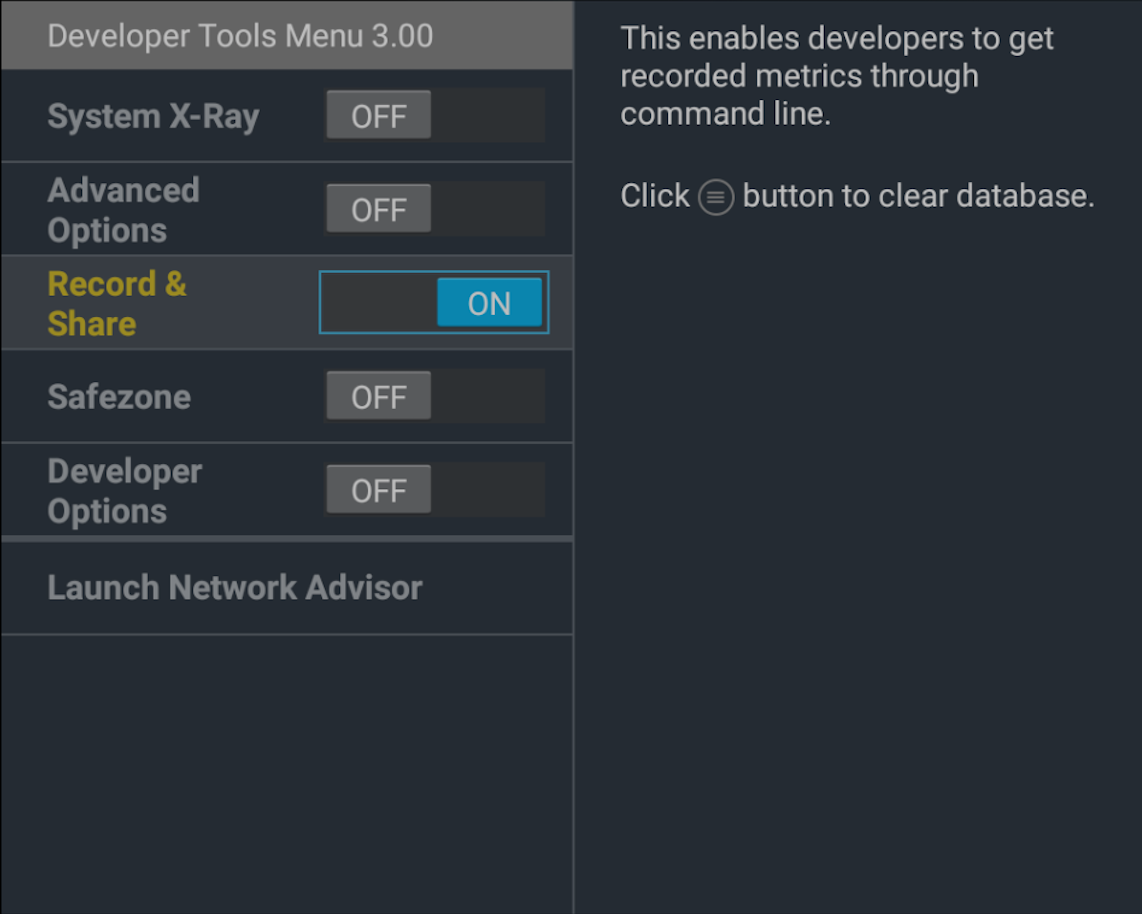 Developer Tools Menu 3.00
System X-Ray
OFF
Advanced
Options
OFF
Record &
Share
ON
Safezone
OFF
Developer
Options
OFF
Launch Network Advisor
This enables developers to get
recorded metrics through
command line.
Click button to clear database.